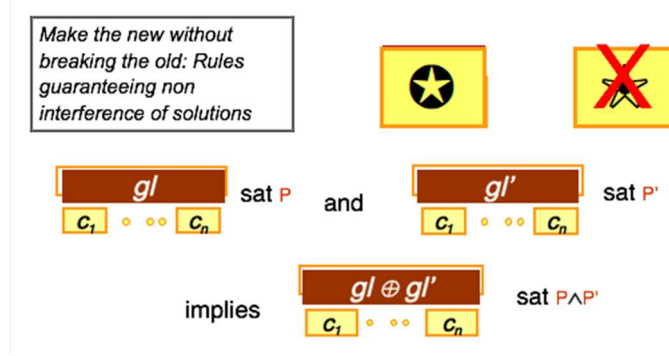 Make the new without
breaking the old: Rules
guaranteeing non
interference of solutions
gl sat P and gl' sat P'
C1 Cn C1 Cn
implies gl ⊕ gl' sat P∧P'
C1 Cn